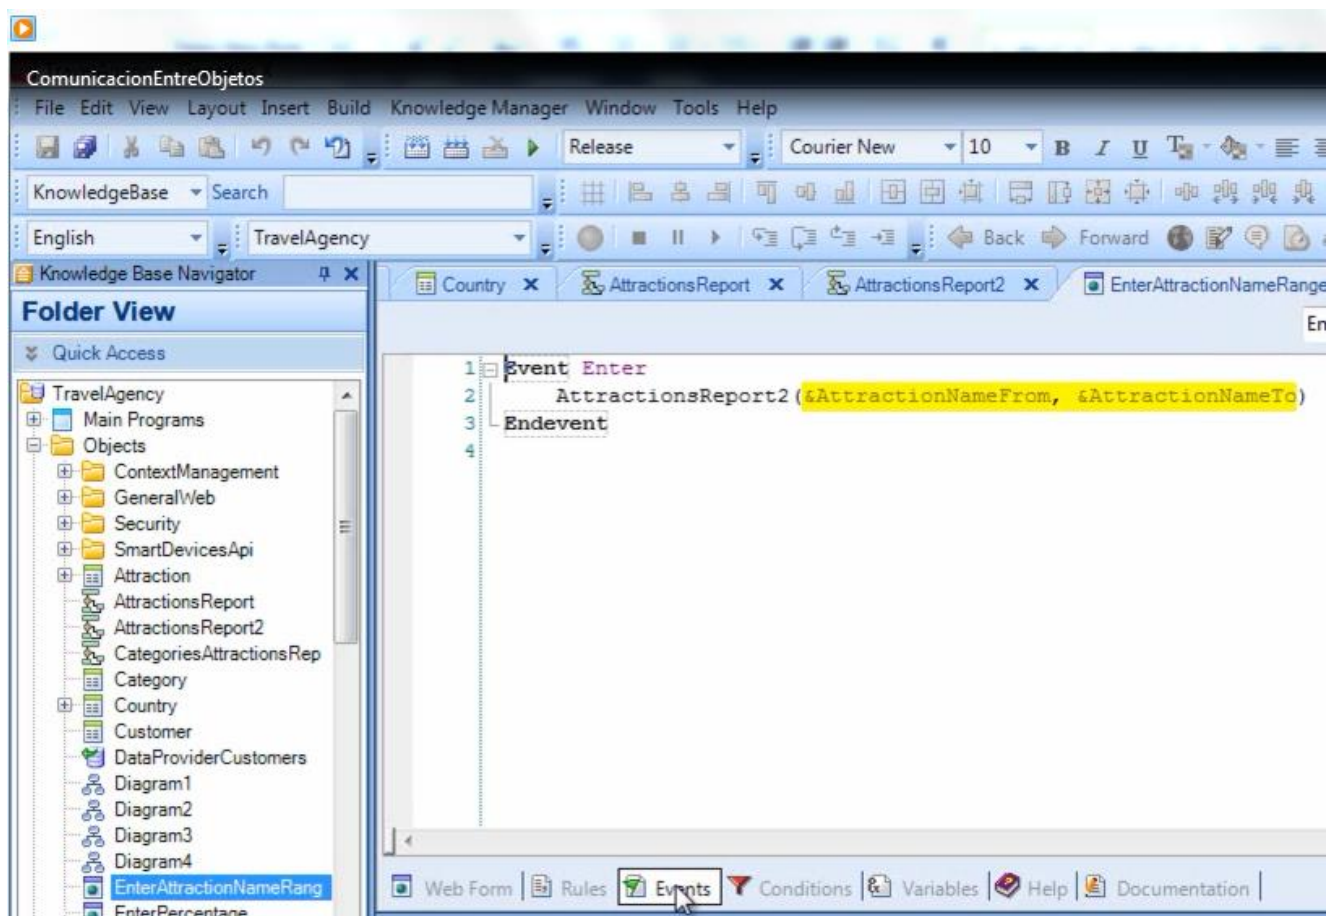 ComunicacionEntreObjetos
File Edit View Layout Insert Build Knowledge Manager Window Tools Help
Release Courier New 10 B I U T
KnowledgeBase Search
English TravelAgency Back Forward
Knowledge Base Navigator
Country AttractionsReport AttractionsReport2 EnterAttractionNameRange
Folder View
En
Quick Access
1 Event Enter
2 AttractionsReport2(&AttractionNameFrom, &AttractionNameTo)
3 Endevent
4
TravelAgency
Main Programs
Objects
ContextManagement
GeneralWeb
Security
SmartDevicesApi
Attraction
AttractionsReport
AttractionsReport2
CategoriesAttractionsRep
Category
Country
Customer
DataProviderCustomers
Diagram1
Diagram2
Diagram3
Diagram4
EnterAttractionNameRang
EnterPercentage
Web Form Rules Events Conditions Variables Help Documentation